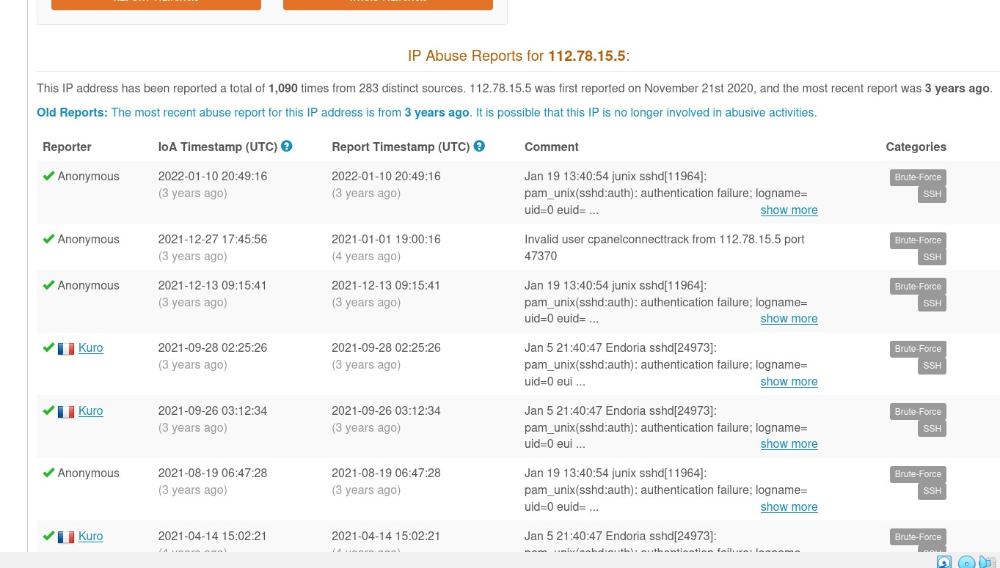 IP Abuse Reports for 112.78.15.5:
This IP address has been reported a total of 1,090 times from 283 distinct sources. 112.78.15.5 was first reported on November 21st 2020, and the most recent report was 3 years ago.
Old Reports: The most recent abuse report for this IP address is from 3 years ago. It is possible that this IP is no longer involved in abusive activities.
Reporter IoA Timestamp (UTC) ? Report Timestamp (UTC) ? Comment Categories
Anonymous 2022-01-10 20:49:16 2022-01-10 20:49:16 Jan 19 13:40:54 junix sshd[11964]: Brute-Force
(3 years ago) (3 years ago) pam_unix(sshd:auth): authentication failure; logname= SSH
uid=0 euid= ... show more
Anonymous 2021-12-27 17:45:56 2021-01-01 19:00:16 Invalid user cpanelconnecttrack from 112.78.15.5 port Brute-Force
(3 years ago) (4 years ago) 47370 SSH
Anonymous 2021-12-13 09:15:41 2021-12-13 09:15:41 Jan 19 13:40:54 junix sshd[11964]: Brute-Force
(3 years ago) (3 years ago) pam_unix(sshd:auth): authentication failure; logname= SSH
uid=0 euid= ... show more
Kuro 2021-09-28 02:25:26 2021-09-28 02:25:26 Jan 5 21:40:47 Endoria sshd[24973]: Brute-Force
(3 years ago) (3 years ago) pam_unix(sshd:auth): authentication failure; logname= SSH
uid=0 eui ... show more
Kuro 2021-09-26 03:12:34 2021-09-26 03:12:34 Jan 5 21:40:47 Endoria sshd[24973]: Brute-Force
(3 years ago) (3 years ago) pam_unix(sshd:auth): authentication failure; logname= SSH
uid=0 eui ... show more
Anonymous 2021-08-19 06:47:28 2021-08-19 06:47:28 Jan 19 13:40:54 junix sshd[11964]: Brute-Force
(3 years ago) (3 years ago) pam_unix(sshd:auth): authentication failure; logname= SSH
uid=0 euid= ... show more
Kuro 2021-04-14 15:02:21 2021-04-14 15:02:21 Jan 5 21:40:47 Endoria sshd[24973]: Brute-Force